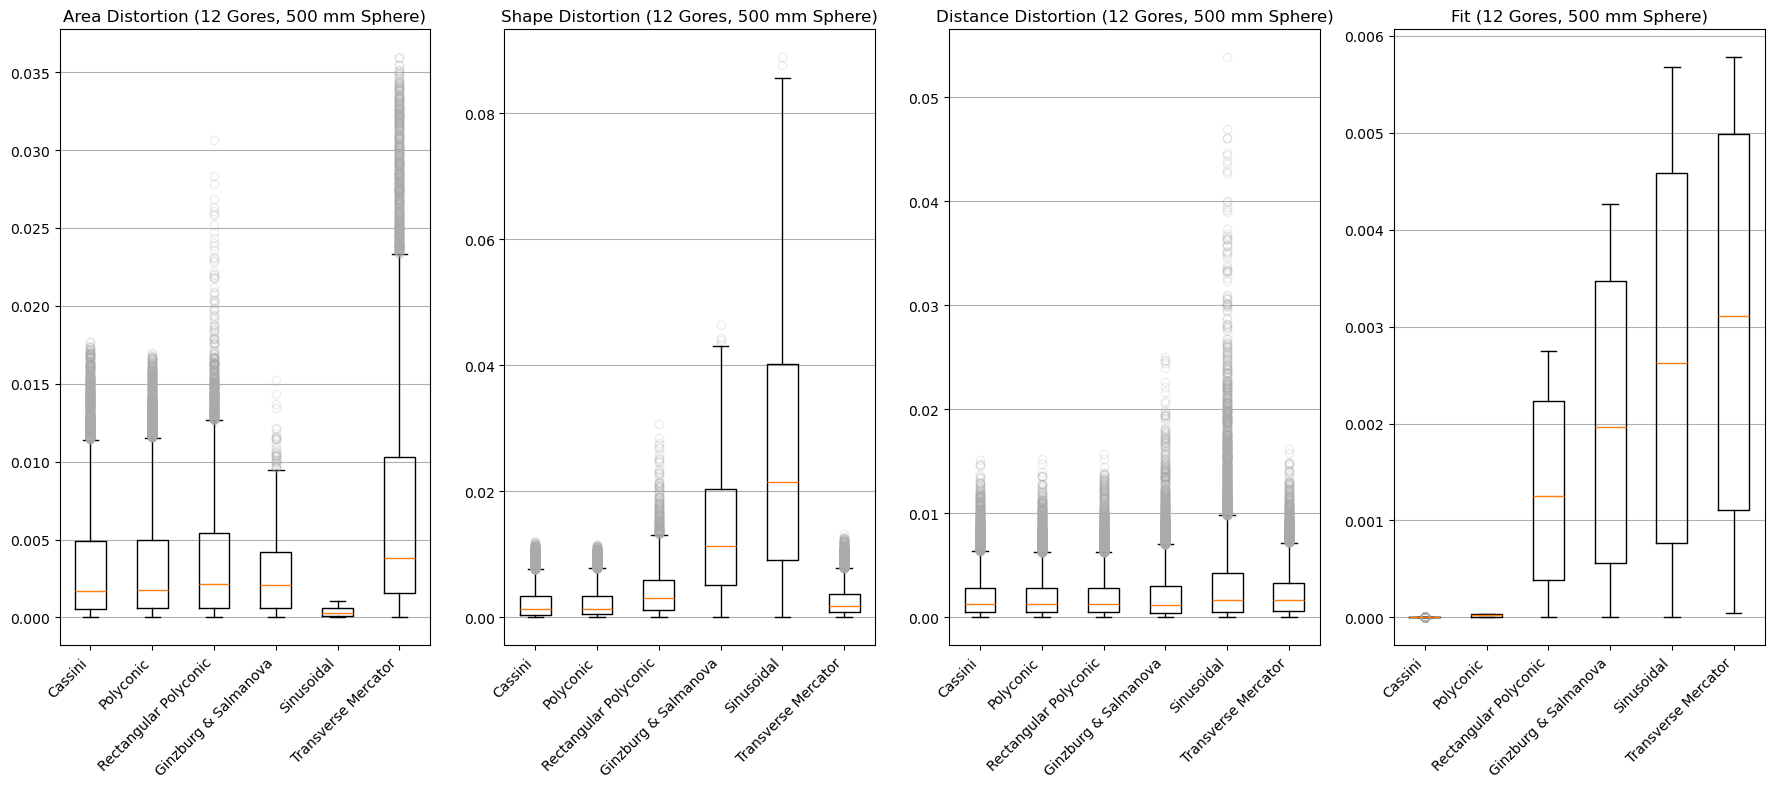 Area Distortion (12 Gores, 500 mm Sphere)
0.035
0.030
0.025
0.020
0.015
0.010
0.005
0.000
Cassini
Polyconic
Rectangular Polyconic
Ginzburg & Salmanova
Sinusoidal
Transverse Mercator
Shape Distortion (12 Gores, 500 mm Sphere)
0.08
0.06
0.04
0.02
0.00
Cassini
Polyconic
Rectangular Polyconic
Ginzburg & Salmanova
Sinusoidal
Transverse Mercator
Distance Distortion (12 Gores, 500 mm Sphere)
0.05
0.04
0.03
0.02
0.01
0.00
Cassini
Polyconic
Rectangular Polyconic
Ginzburg & Salmanova
Sinusoidal
Transverse Mercator
Fit (12 Gores, 500 mm Sphere)
0.006
0.005
0.004
0.003
0.002
0.001
0.000
Cassini
Polyconic
Rectangular Polyconic
Ginzburg & Salmanova
Sinusoidal
Transverse Mercator